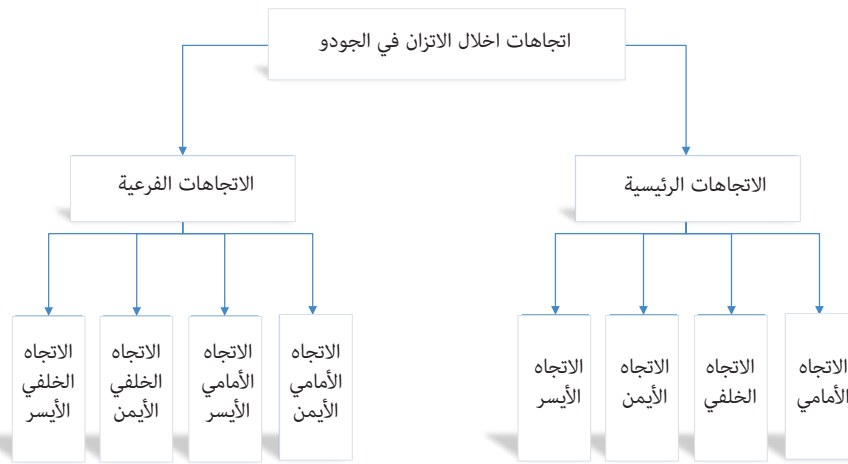 اتجاهات اخلال الاتزان في الجودو
الاتجاهات الرئيسية
الاتجاهات الفرعية
الاتجاه
الأمامي
الاتجاه
الخلفي
الاتجاه
الأيمن
الاتجاه
الأيسر
الاتجاه
الأمامي
الأيمن
الاتجاه
الأمامي
الأيسر
الاتجاه
الخلفي
الأيمن
الاتجاه
الخلفي
الأيسر